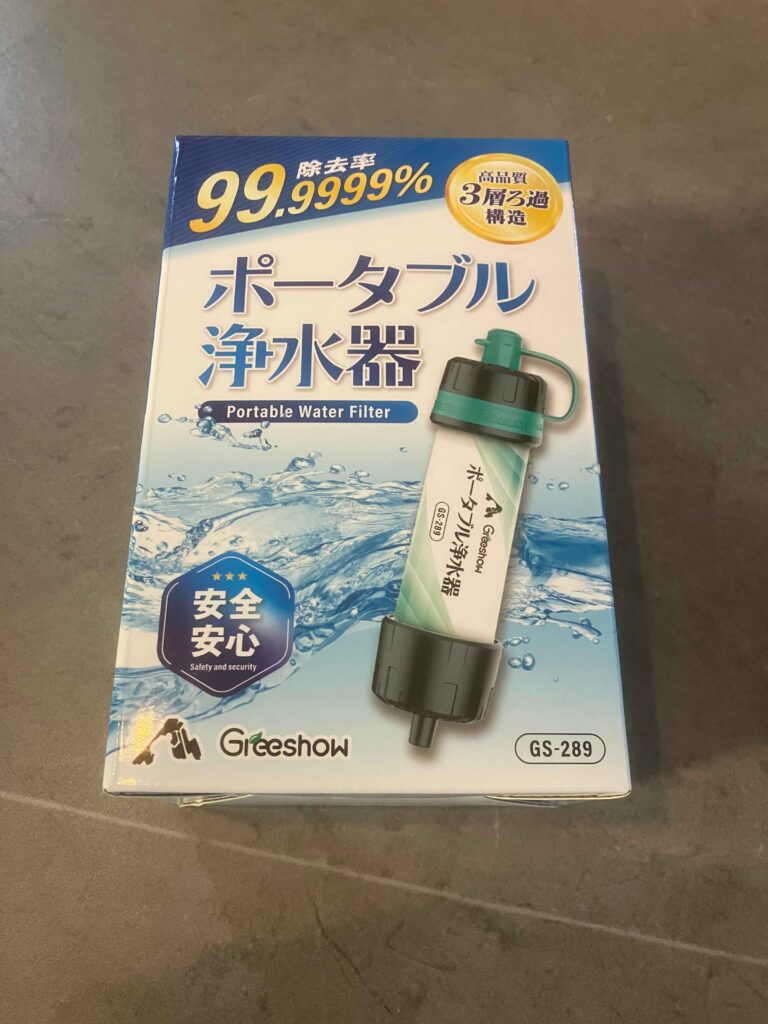 除去率
99.9999%
高品質
3層ろ過
構造
ポータブル
浄水器
Portable Water Filter
Greeshow
ポータブル浄水器
GS-289
★★★
安全
安心
Safety and security
Greeshow
GS-289